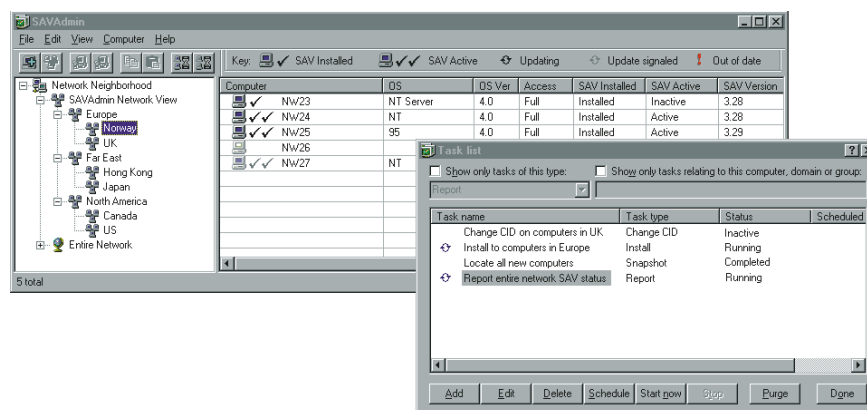 SAVAdmin
File Edit View Computer Help
Key: SAV Installed SAV Active Updating Update signaled Out of date
Network Neighborhood
SAVAdmin Network View
Europe
Norway
UK
Far East
Hong Kong
Japan
North America
Canada
US
Entire Network
Computer OS OS Ver Access SAV Installed SAV Active SAV Version
NW23 NT Server 4.0 Full Installed Inactive 3.28
NW24 NT 4.0 Full Installed Active 3.28
NW25 95 4.0 Full Installed Active 3.29
NW26
NW27 NT
5 total
Task list
Show only tasks of this type: Show only tasks relating to this computer, domain or group:
Report
Task name Task type Status Scheduled
Change CID on computers in UK Change CID Inactive
Install to computers in Europe Install Running
Locate all new computers Snapshot Completed
Report entire network SAV status Report Running
Add Edit Delete Schedule Start now Stop Purge Done